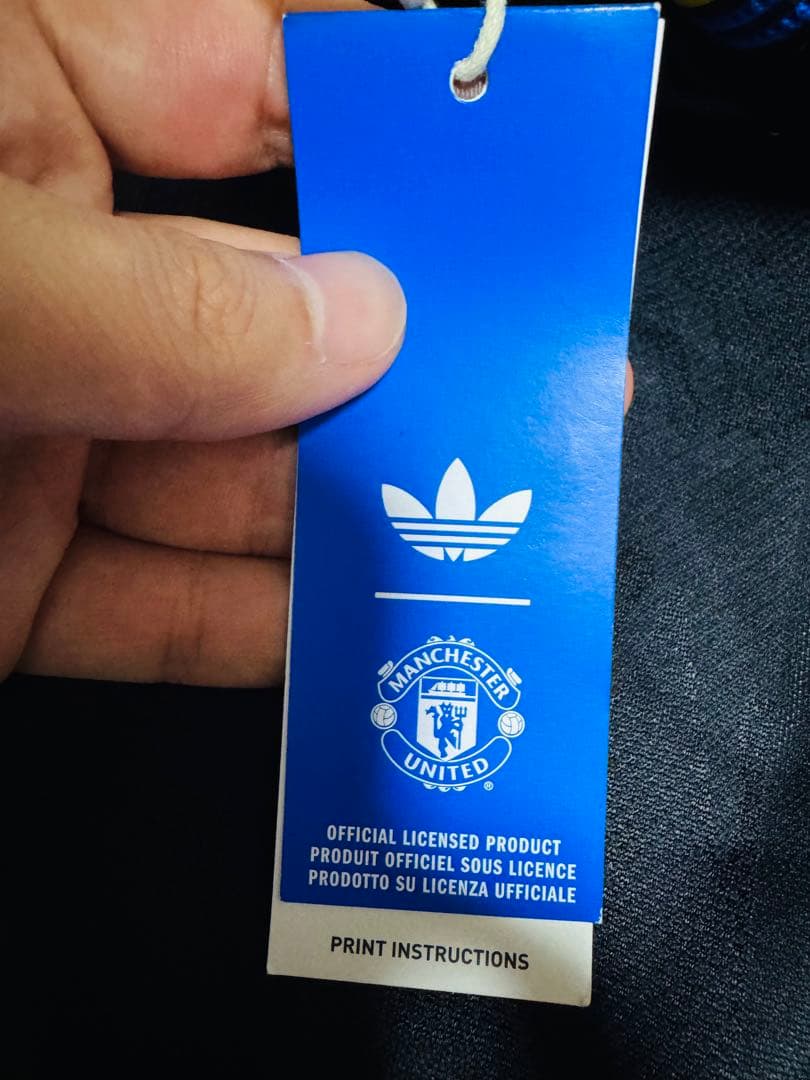 MANCHESTER
UNITED
®
OFFICIAL LICENSED PRODUCT
PRODUIT OFFICIEL SOUS LICENCE
PRODOTTO SU LICENZA UFFICIALE
PRINT INSTRUCTIONS